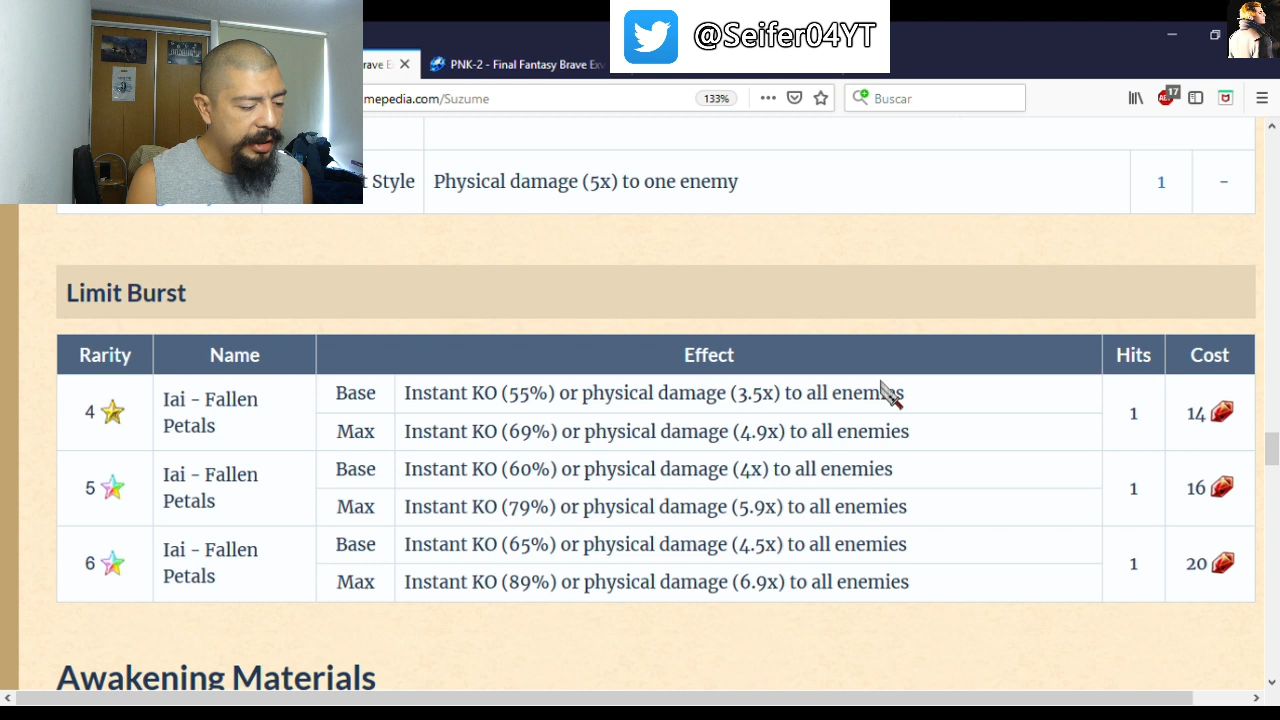 @Seifer04YT
rave E
PNK-2 - Final Fantasy Brave Ex
mepedia.com/Suzume
133%
Buscar
17
t Style
Physical damage (5x) to one enemy
1
-
Limit Burst
Rarity
Name
Effect
Hits
Cost
4
Iai - Fallen
Petals
Base
Instant KO (55%) or physical damage (3.5x) to all enemies
Max
Instant KO (69%) or physical damage (4.9x) to all enemies
1
14
5
Iai - Fallen
Petals
Base
Instant KO (60%) or physical damage (4x) to all enemies
Max
Instant KO (79%) or physical damage (5.9x) to all enemies
1
16
6
Iai - Fallen
Petals
Base
Instant KO (65%) or physical damage (4.5x) to all enemies
Max
Instant KO (89%) or physical damage (6.9x) to all enemies
1
20
Awakening Materials